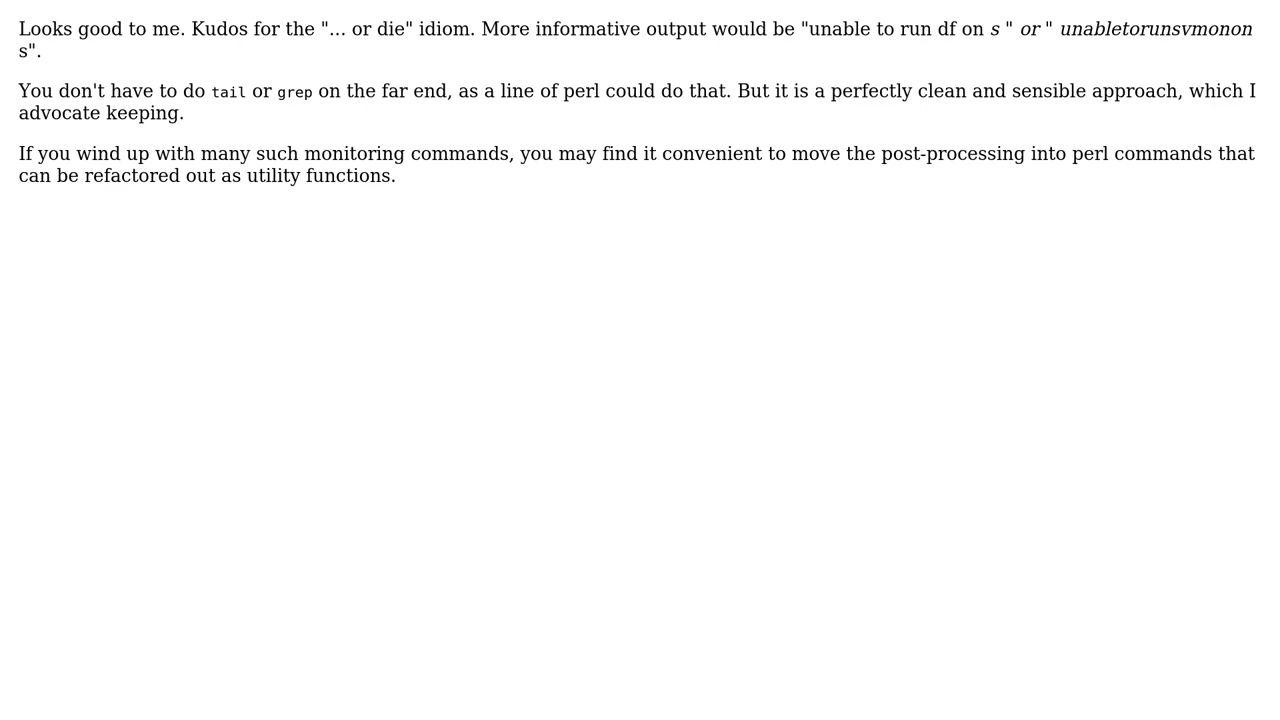 Looks good to me. Kudos for the "... or die" idiom. More informative output would be "unable to run df on s " or " unabletorunsvmonon
s".
You don't have to do tail or grep on the far end, as a line of perl could do that. But it is a perfectly clean and sensible approach, which I
advocate keeping.
If you wind up with many such monitoring commands, you may find it convenient to move the post-processing into perl commands that
can be refactored out as utility functions.